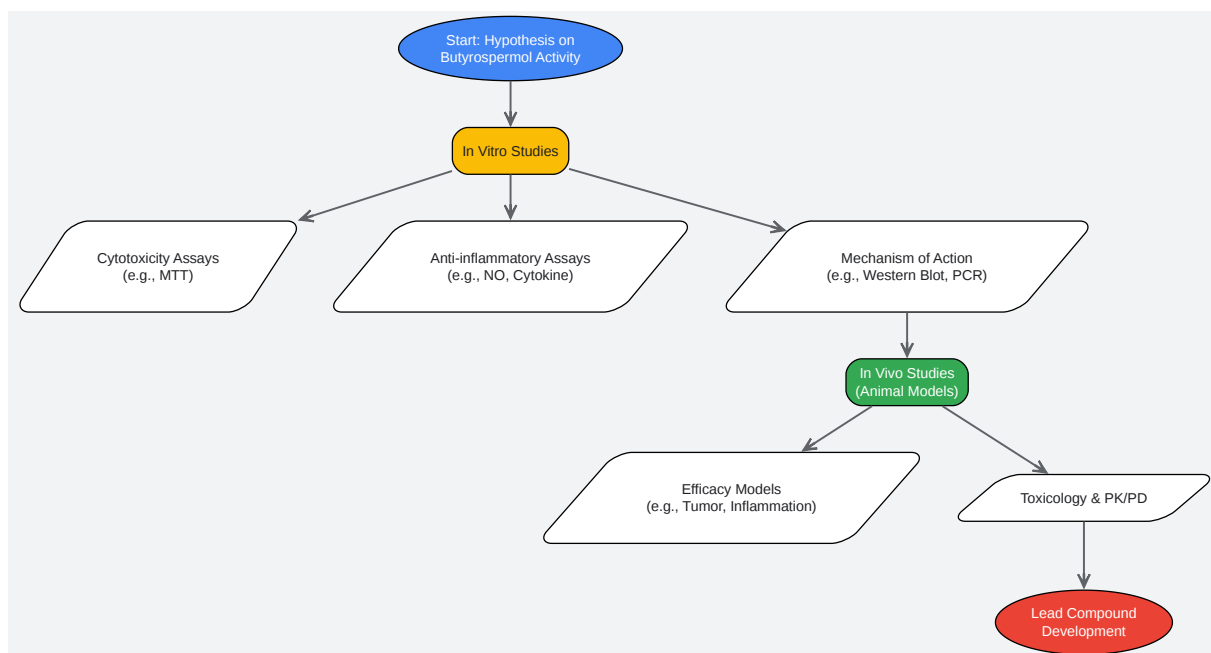 Start: Hypothesis on
Butyrospermol Activity
In Vitro Studies
Cytotoxicity Assays
(e.g., MTT)
Anti-inflammatory Assays
(e.g., NO, Cytokine)
Mechanism of Action
(e.g., Western Blot, PCR)
In Vivo Studies
(Animal Models)
Efficacy Models
(e.g., Tumor, Inflammation)
Toxicology & PK/PD
Lead Compound
Development